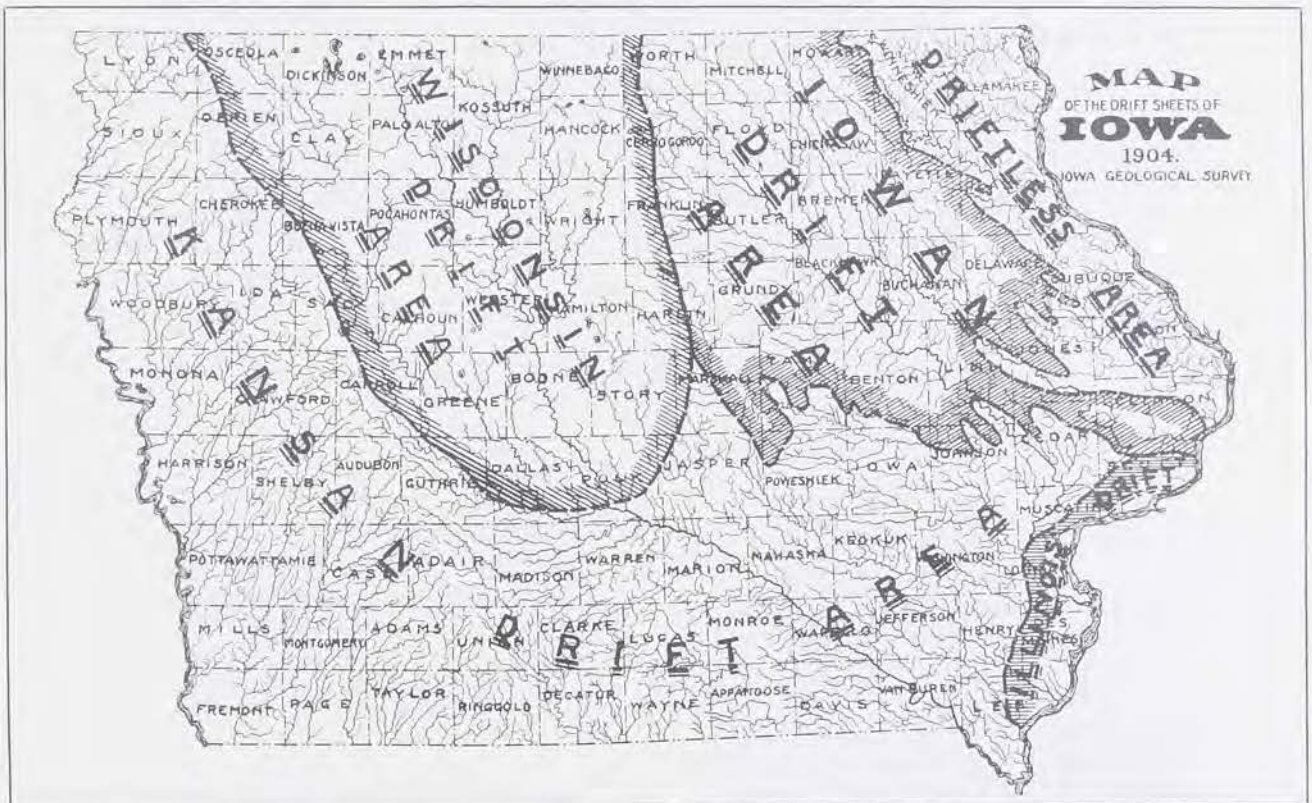 MAP
OF THE DRIFT SHEETS OF
IOWA
1904.
IOWA GEOLOGICAL SURVEY
DRIFTLESS AREA
IOWAN
DRIFT
AREA
WISCONSIN
DRIFT
AREA
KANSAN DRIFT AREA
DRIFT
LYON
OSCEOLA
DICKINSON
EMMET
WINNEBAGO
WORTH
MITCHELL
HOWARD
SIOUX
OBRIEN
CLAY
PALO ALTO
KOSSUTH
HANCOCK
CERRO GORDO
FLOYD
CHICKASAW
PLYMOUTH
CHEROKEE
BUENA VISTA
POCAHONTAS
HUMBOLDT
WRIGHT
FRANKLIN
BUTLER
BREMER
WOODBURY
IDA
SAC
CALHOUN
WEBSTER
HAMILTON
HARDIN
GRUNDY
BLACKHAWK
BUCHANAN
DELAWARE
DUBUQUE
MONONA
CRAWFORD
CARROLL
GREENE
BOONE
STORY
MARSHALL
BENTON
LINN
JONES
HARRISON
SHELBY
AUDUBON
GUTHRIE
DALLAS
POLK
JASPER
POWESHIEK
IOWA
JOHNSON
CEDAR
MUSCATINE
POTTAWATTAMIE
CASS
ADAIR
MADISON
WARREN
MARION
MAHASKA
KEOKUK
MILLS
MONTGOMERY
ADAMS
UNION
CLARKE
LUCAS
MONROE
WAPELLO
JEFFERSON
HENRY
FREMONT
PAGE
TAYLOR
RINGGOLD
DECATUR
WAYNE
APPANOOSE
DAVIS
VAN BUREN
LEE